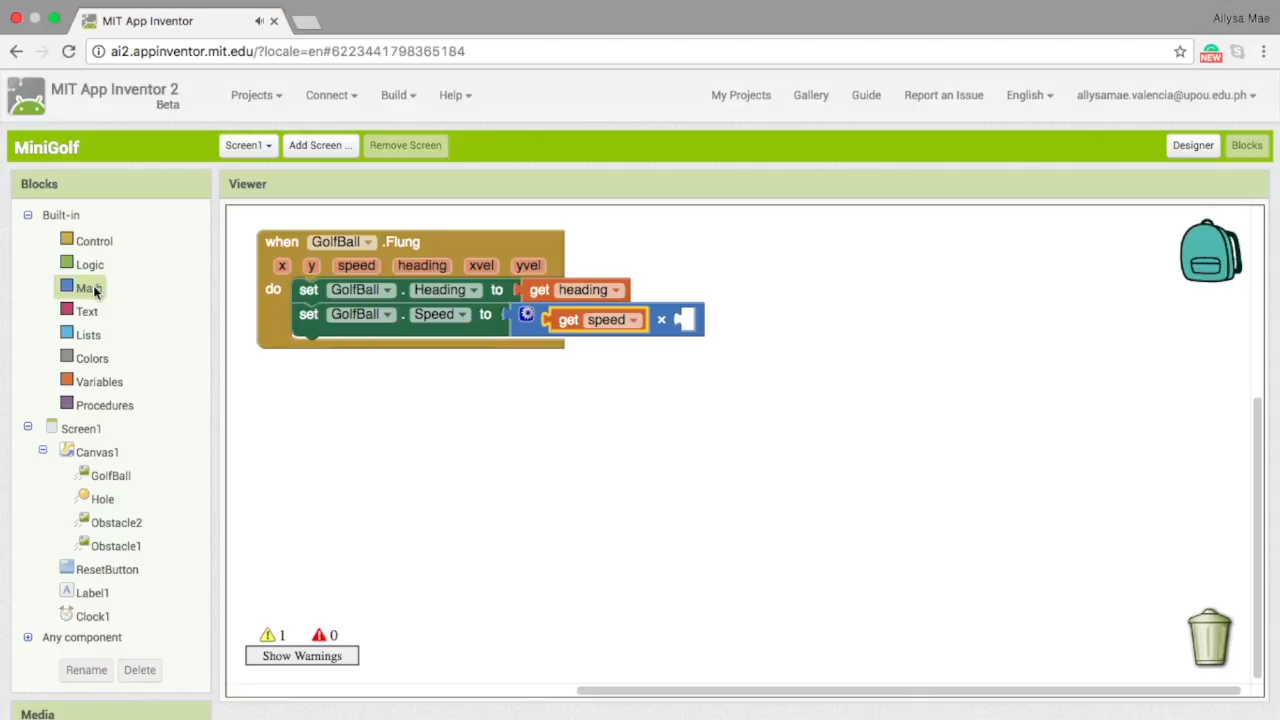 MIT App Inventor
Allysa Mae
ai2.appinventor.mit.edu/?locale=en#6223441798365184
NEW
MIT App Inventor 2
Beta
Projects Connect Build Help My Projects Gallery Guide Report an Issue English allysamae.valencia@upou.edu.ph
MiniGolf Screen1 Add Screen ... Remove Screen Designer Blocks
Blocks
Viewer
Built-in
Control
Logic
Math
Text
Lists
Colors
Variables
Procedures
Screen1
Canvas1
GolfBall
Hole
Obstacle2
Obstacle1
ResetButton
A Label1
Clock1
Any component
Rename Delete
Media
when GolfBall .Flung
x y speed heading xvel yvel
do set GolfBall . Heading to get heading
set GolfBall . Speed to get speed ×
1 0
Show Warnings